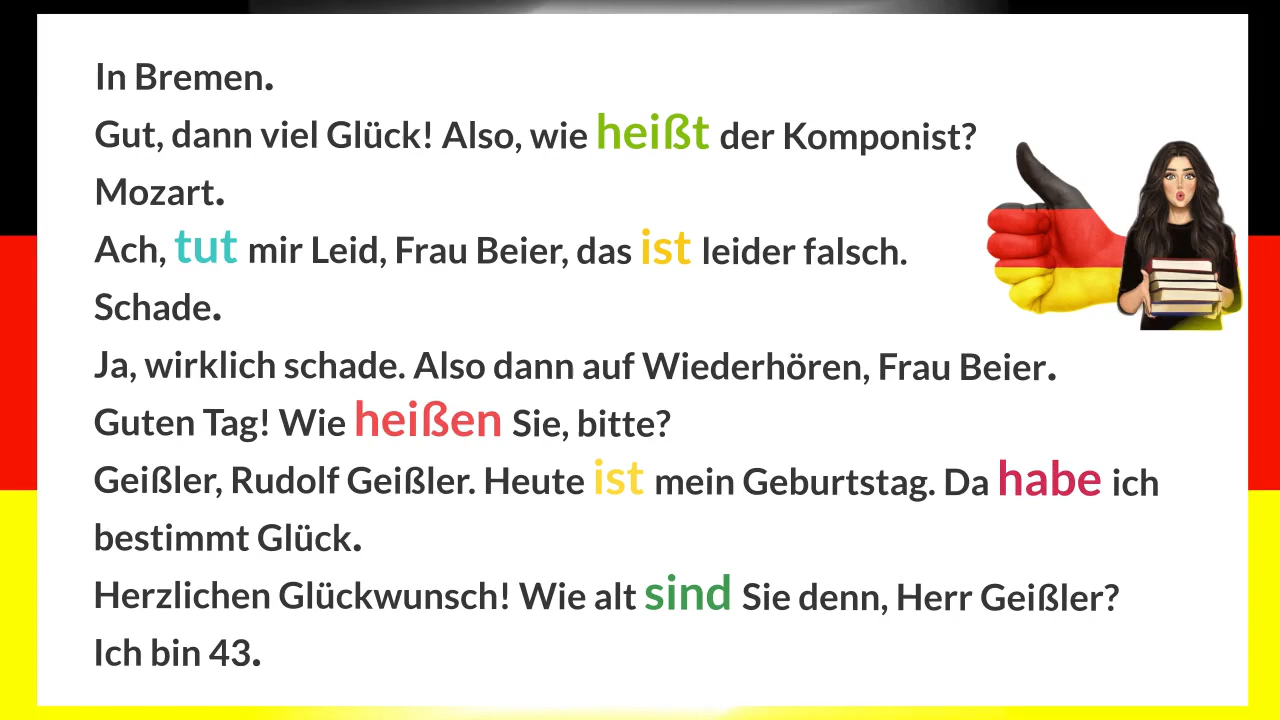 In Bremen.
Gut, dann viel Glück! Also, wie heißt der Komponist?
Mozart.
Ach, tut mir Leid, Frau Beier, das ist leider falsch.
Schade.
Ja, wirklich schade. Also dann auf Wiederhören, Frau Beier.
Guten Tag! Wie heißen Sie, bitte?
Geißler, Rudolf Geißler. Heute ist mein Geburtstag. Da habe ich
bestimmt Glück.
Herzlichen Glückwunsch! Wie alt sind Sie denn, Herr Geißler?
Ich bin 43.